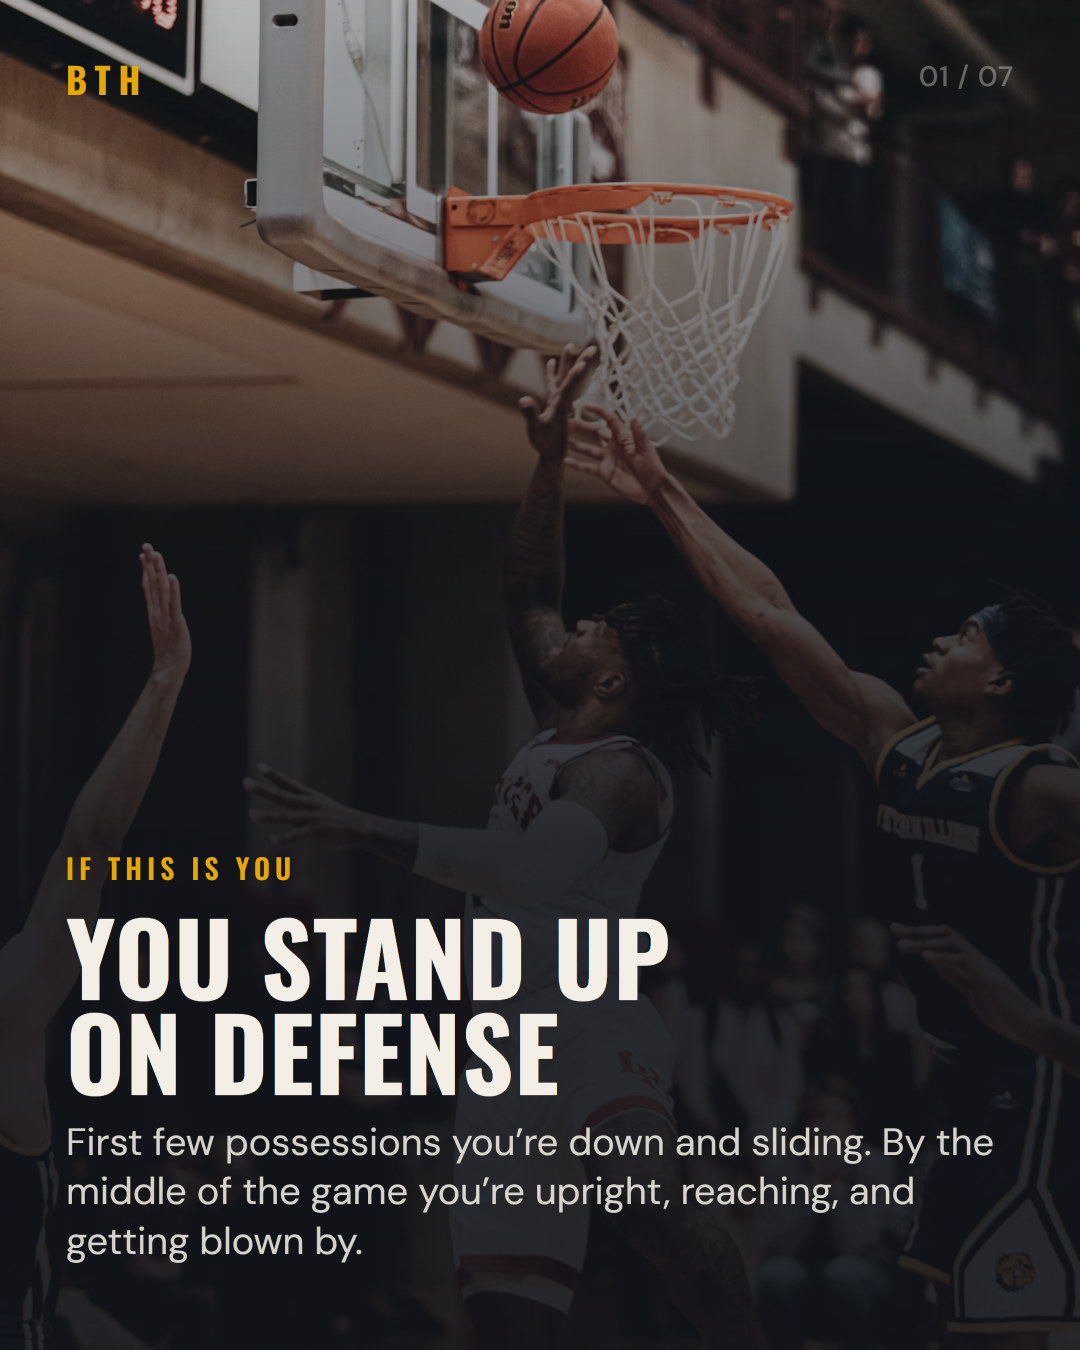 BTH
01 / 07
IF THIS IS YOU
YOU STAND UP
ON DEFENSE
First few possessions you’re down and sliding. By the
middle of the game you’re upright, reaching, and
getting blown by.